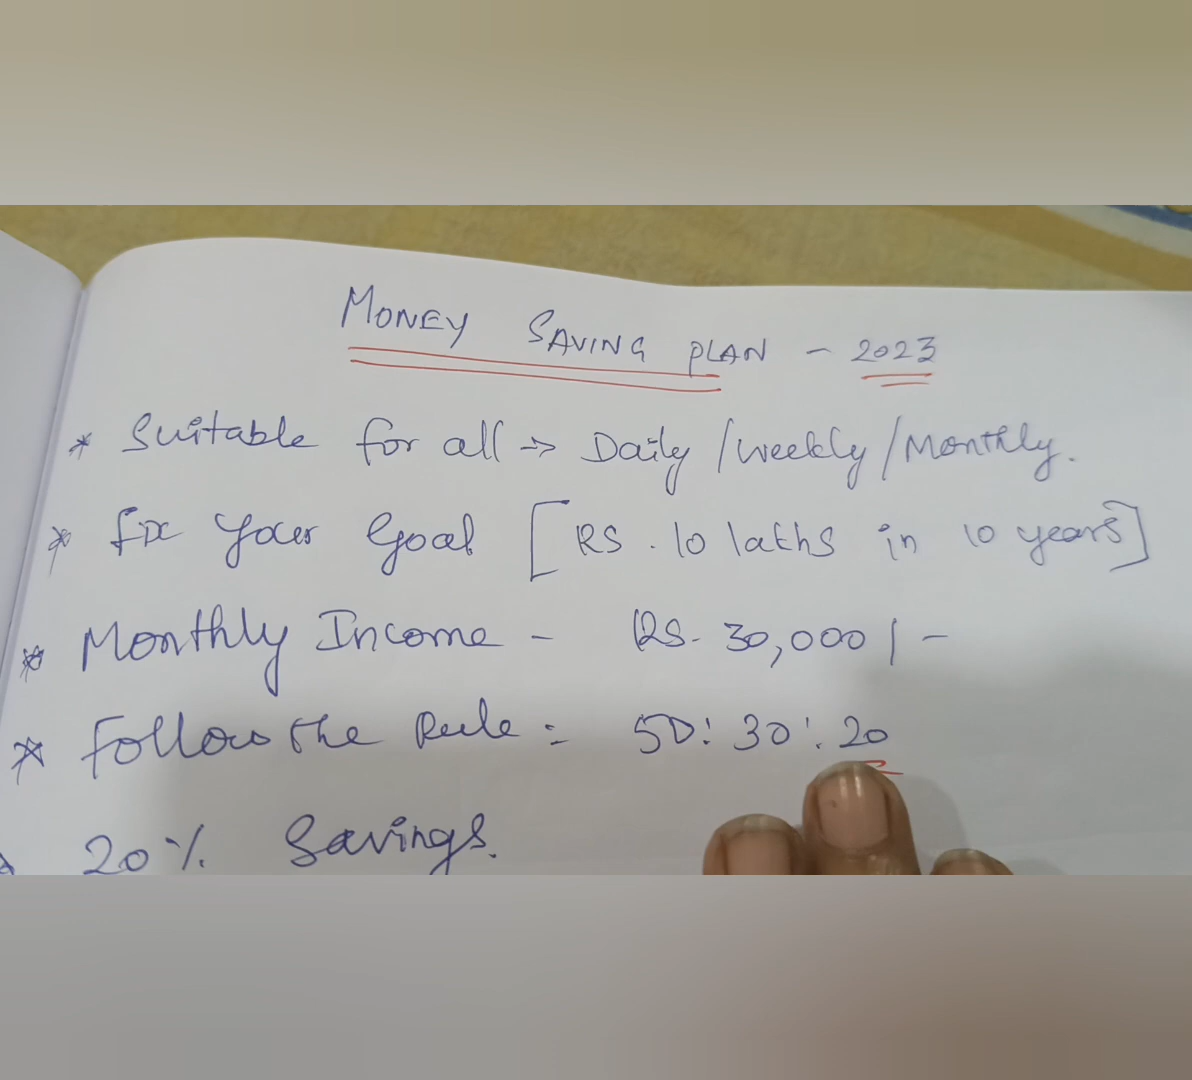 MONEY SAVING PLAN - 2023
* Suitable for all → Daily / weekly / Monthly.
* fix your Goal [RS. 10 lakhs in 10 years]
* Monthly Income - RS. 30,000/-
* Follow the Rule : 50:30:20
20% Savings.